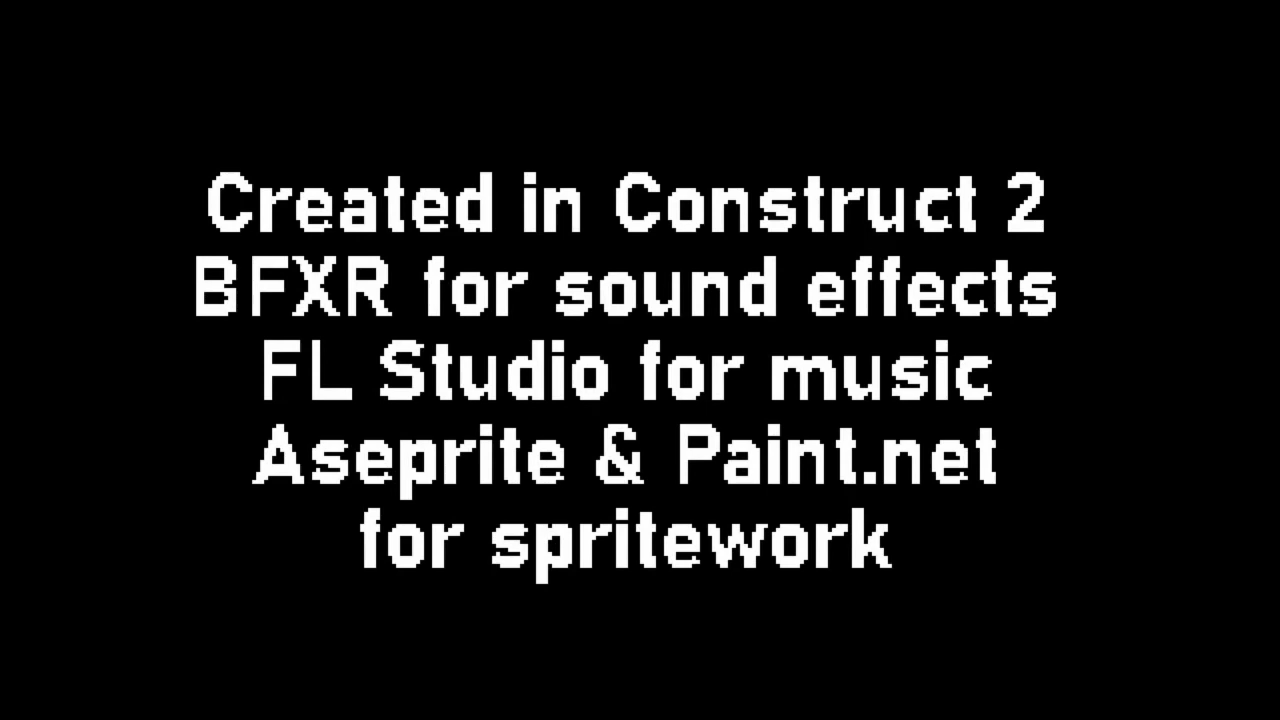 Created in Construct 2
BFXR for sound effects
FL Studio for music
Aseprite & Paint.net
for spritework